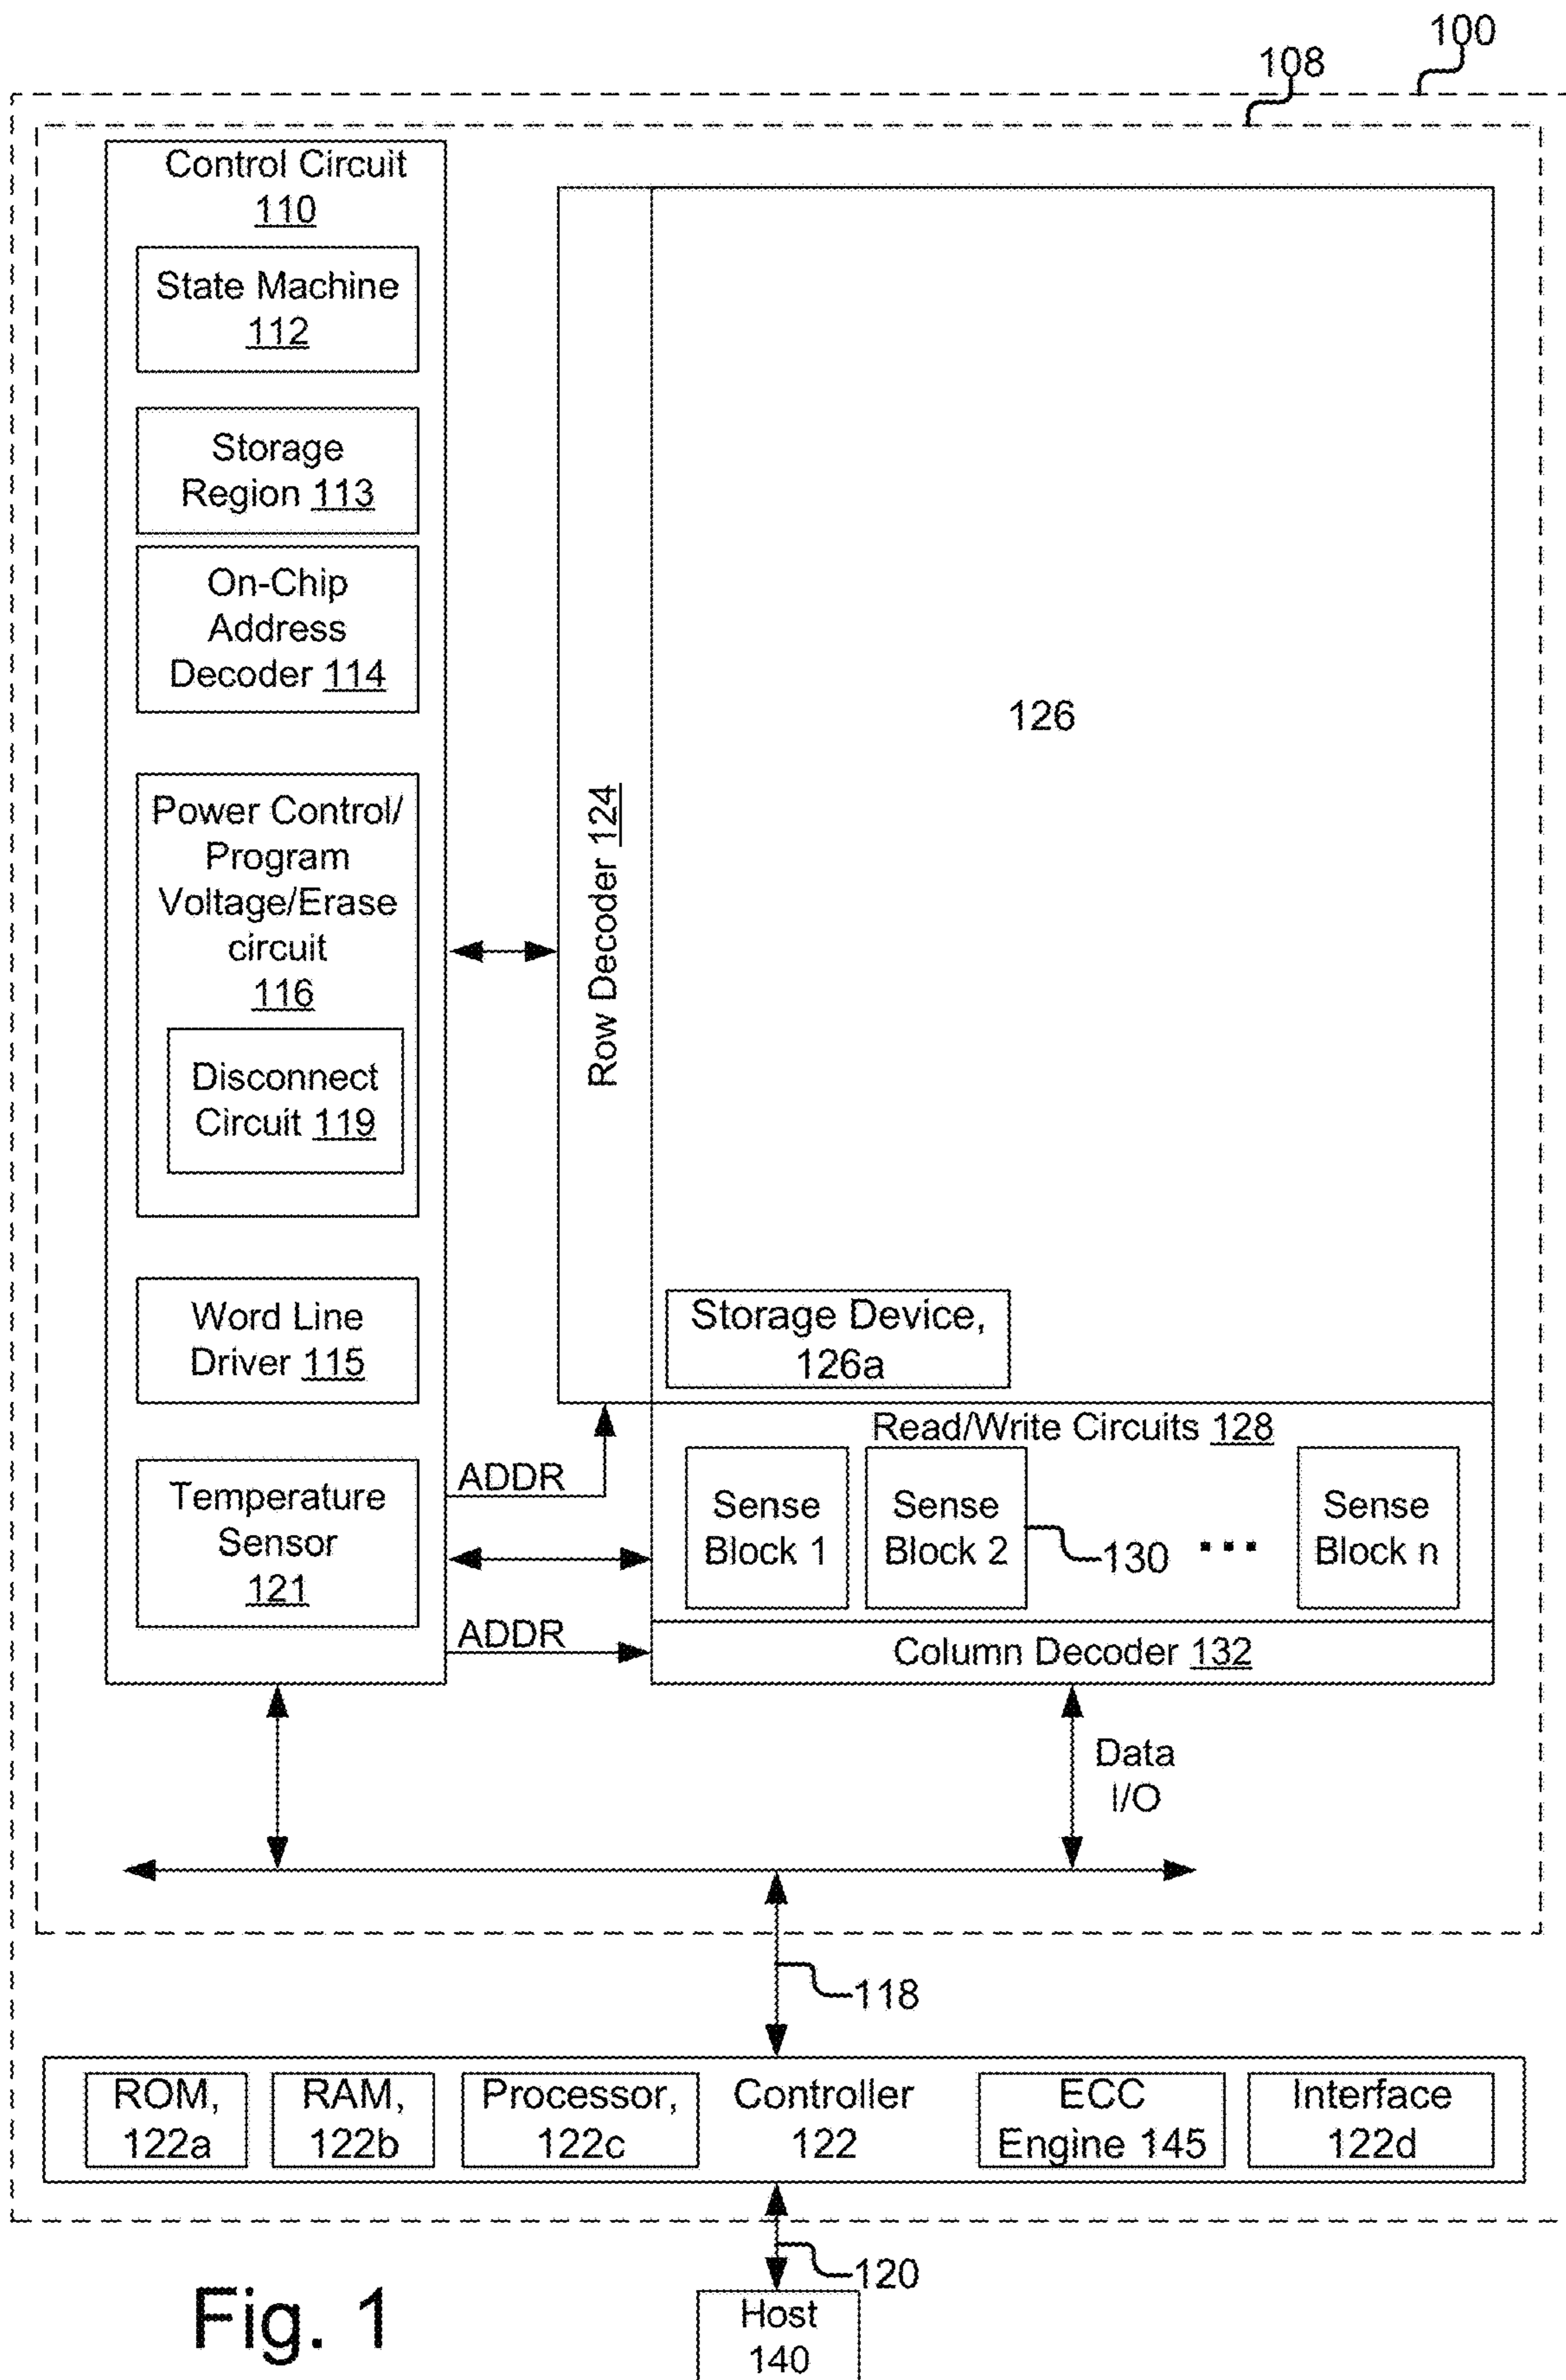 100
108
Control Circuit
110
State Machine
112
Storage
Region 113
On-Chip
Address
Decoder 114
Power Control/
Program
Voltage/Erase
circuit
116
Disconnect
Circuit 119
Word Line
Driver 115
Temperature
Sensor
121
Row Decoder 124
126
Storage Device,
126a
ADDR
Read/Write Circuits 128
Sense
Block 1
Sense
Block 2
130
...
Sense
Block n
ADDR
Column Decoder 132
Data
I/O
118
ROM,
122a
RAM,
122b
Processor,
122c
Controller
122
ECC
Engine 145
Interface
122d
120
Host
140
Fig. 1